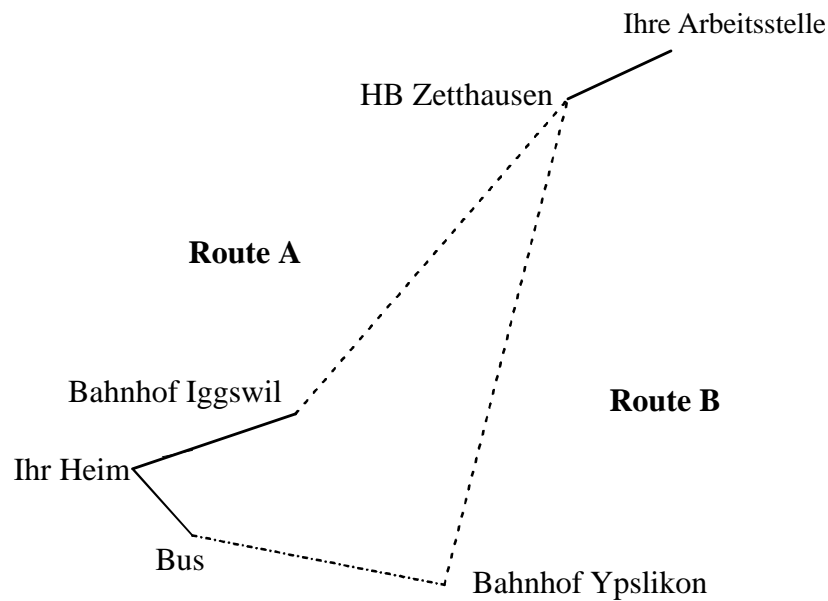 Ihre Arbeitsstelle
HB Zetthausen
Route A
Bahnhof Iggswil
Route B
Ihr Heim
Bus
Bahnhof Ypslikon